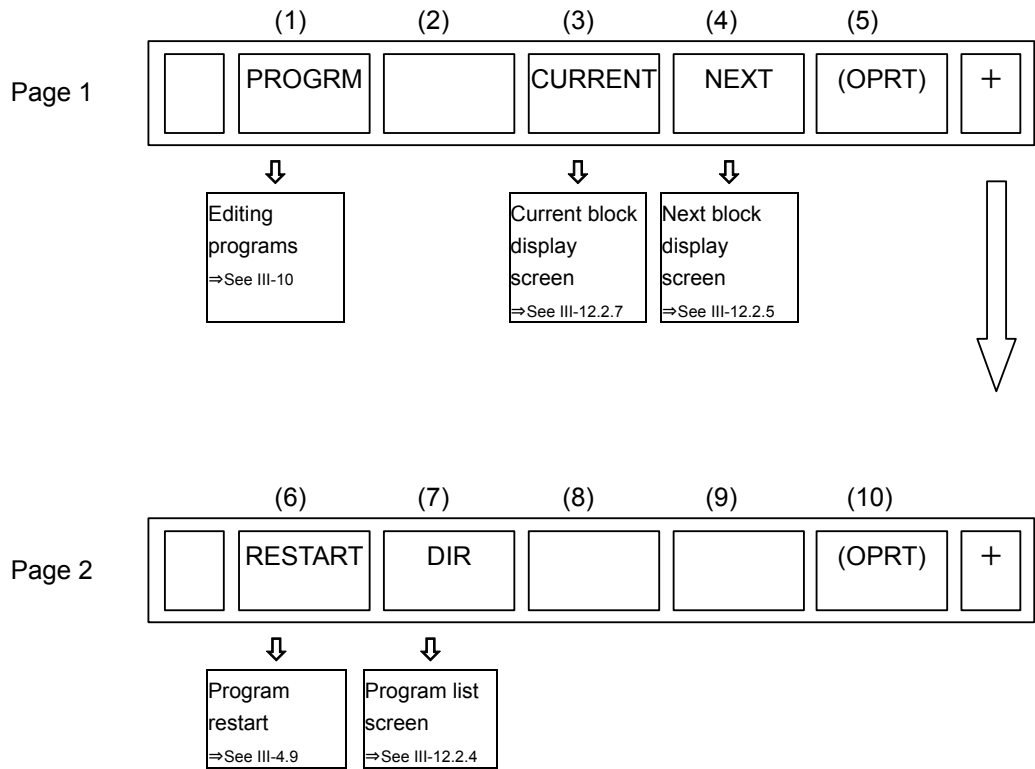 (1) (2) (3) (4) (5)
Page 1
PROGRM CURRENT NEXT (OPRT) +
Editing
programs
⇒See III-10
Current block
display
screen
⇒See III-12.2.7
Next block
display
screen
⇒See III-12.2.5
(6) (7) (8) (9) (10)
Page 2
RESTART DIR (OPRT) +
Program
restart
⇒See III-4.9
Program list
screen
⇒See III-12.2.4